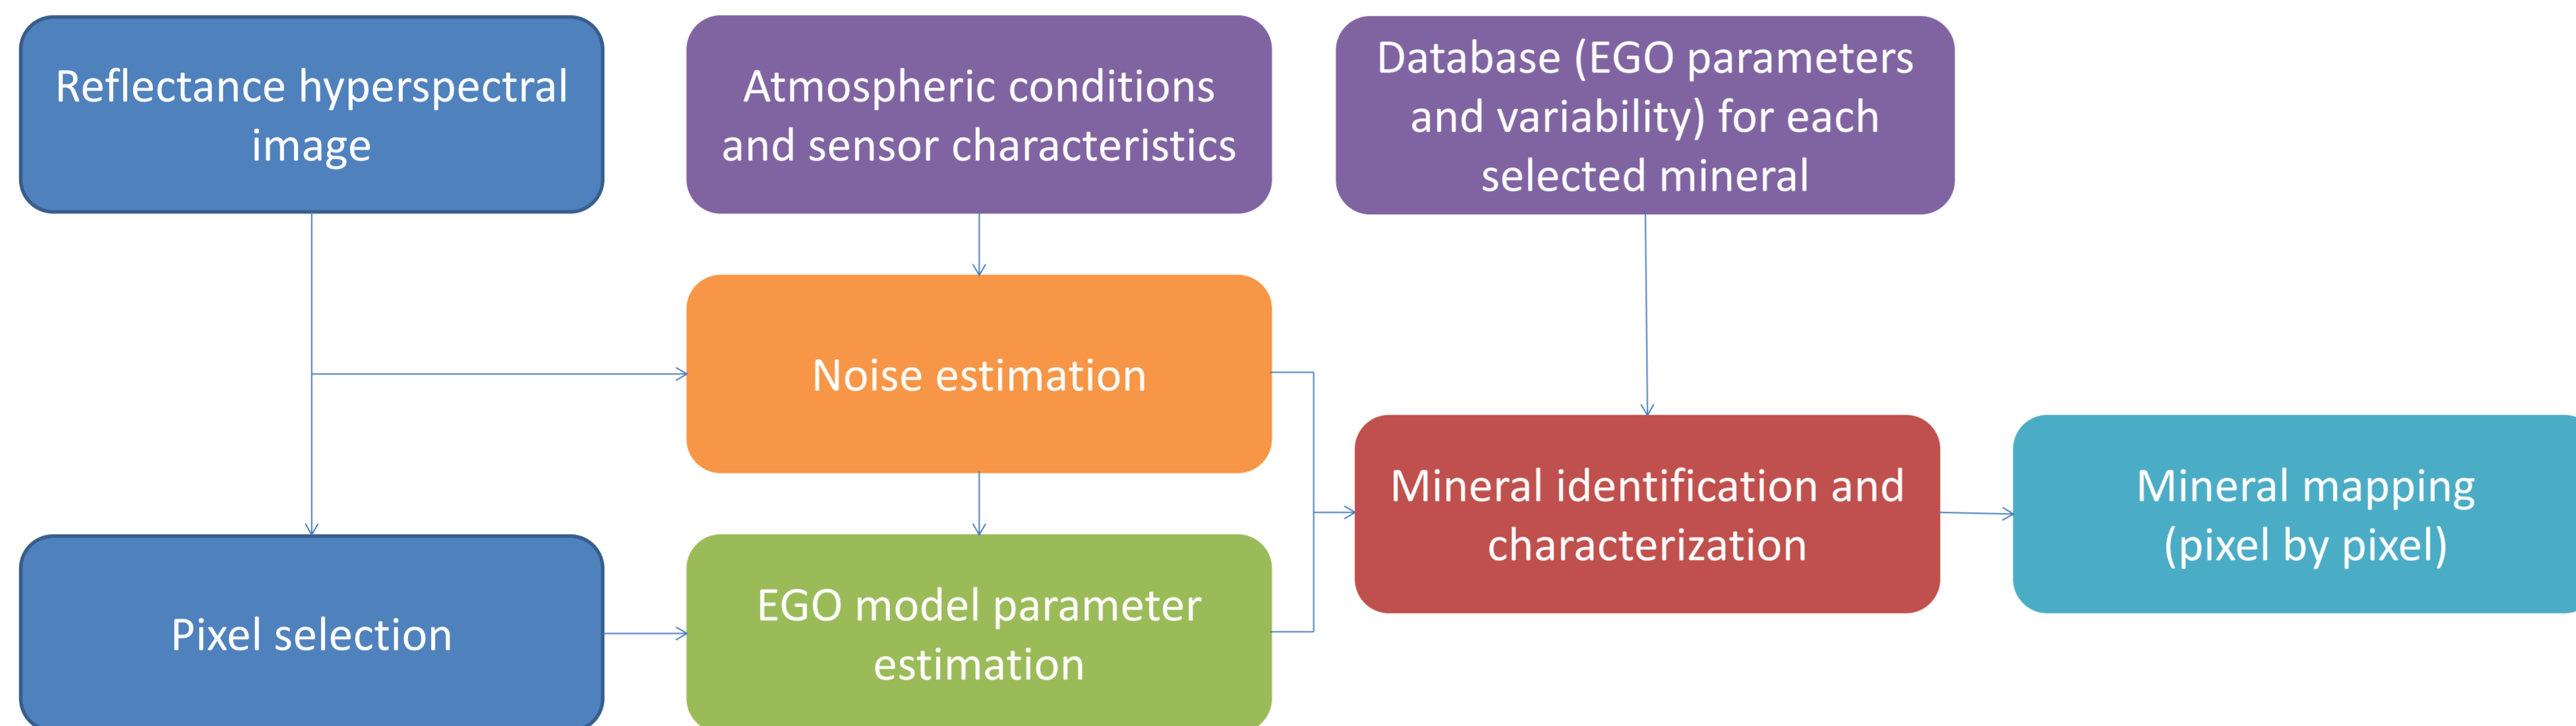 Reflectance hyperspectral
image
Atmospheric conditions
and sensor characteristics
Database (EGO parameters
and variability) for each
selected mineral
Noise estimation
Mineral identification and
characterization
Mineral mapping
(pixel by pixel)
Pixel selection
EGO model parameter
estimation